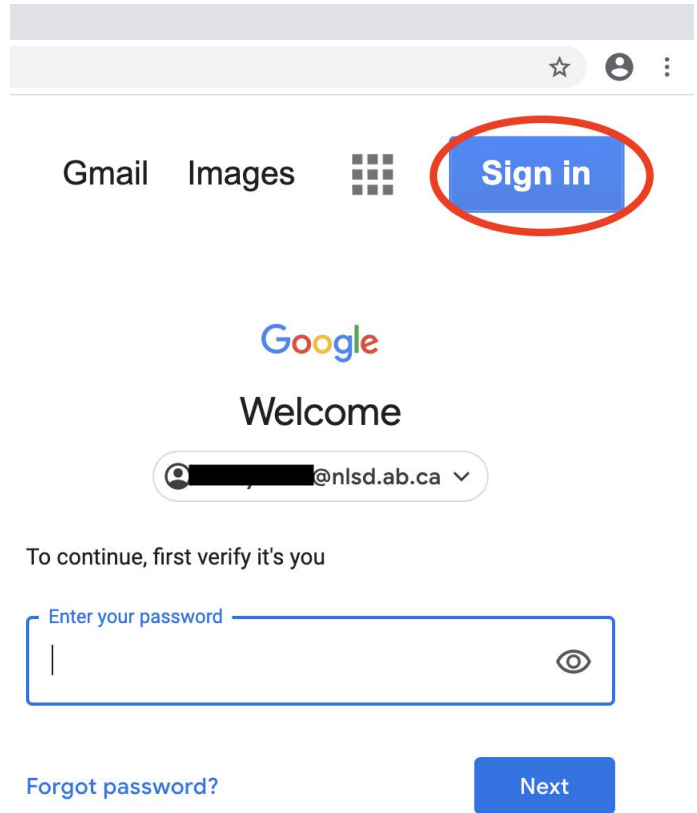 Gmail Images Sign in
Google
Welcome
@nlsd.ab.ca
To continue, first verify it's you
Enter your password
Forgot password? Next